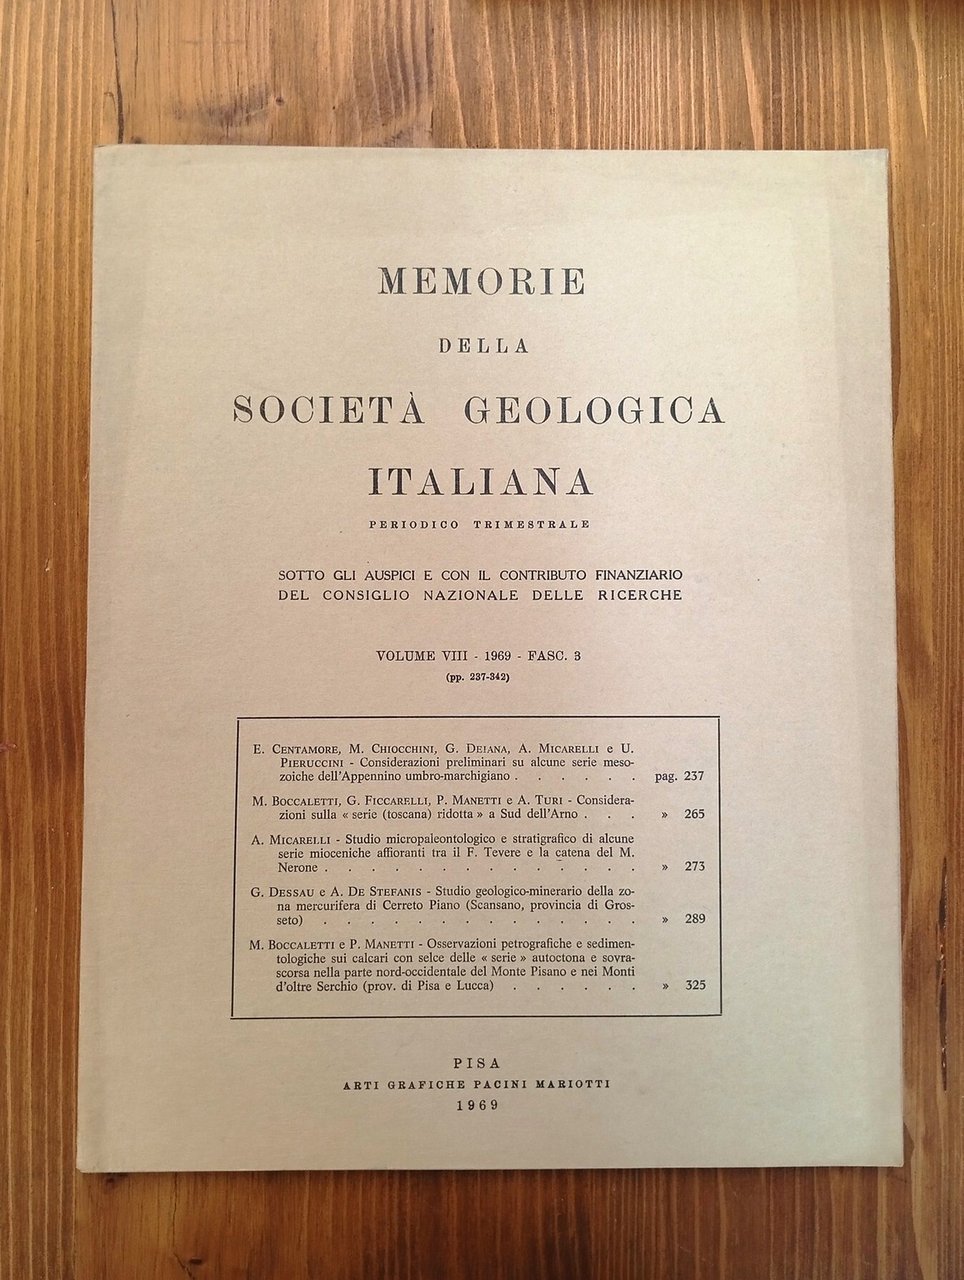 MEMORIE
DELLA
SOCIETÀ GEOLOGICA
ITALIANA
PERIODICO TRIMESTRALE
SOTTO GLI AUSPICI E CON IL CONTRIBUTO FINANZIARIO
DEL CONSIGLIO NAZIONALE DELLE RICERCHE
VOLUME VIII - 1969 - FASC. 3
(pp. 237-342)
E. CENTAMORE, M. CHIOCCHINI, G. DEIANA, A. MICARELLI e U.
PIERUCCINI - Considerazioni preliminari su alcune serie meso-
zoiche dell'Appennino umbro-marchigiano . . . . . . pag. 237
M. BOCCALETTI, G. FICCARELLI, P. MANETTI e A. TURI - Considera-
zioni sulla « serie (toscana) ridotta » a Sud dell'Arno . . . » 265
A. MICARELLI - Studio micropaleontologico e stratigrafico di alcune
serie mioceniche affioranti tra il F. Tevere e la catena del M.
Nerone . . . . . . . . . . . . . . » 273
G. DESSAU e A. DE STEFANIS - Studio geologico-minerario della zo-
na mercurifera di Cerreto Piano (Scansano, provincia di Gros-
seto) . . . . . . . . . . . . . . » 289
M. BOCCALETTI e P. MANETTI - Osservazioni petrografiche e sedimen-
tologiche sui calcari con selce delle « serie » autoctona e sovra-
scorsa nella parte nord-occidentale del Monte Pisano e nei Monti
d'oltre Serchio (prov. di Pisa e Lucca) . . . . . . » 325
PISA
ARTI GRAFICHE PACINI MARIOTTI
1969